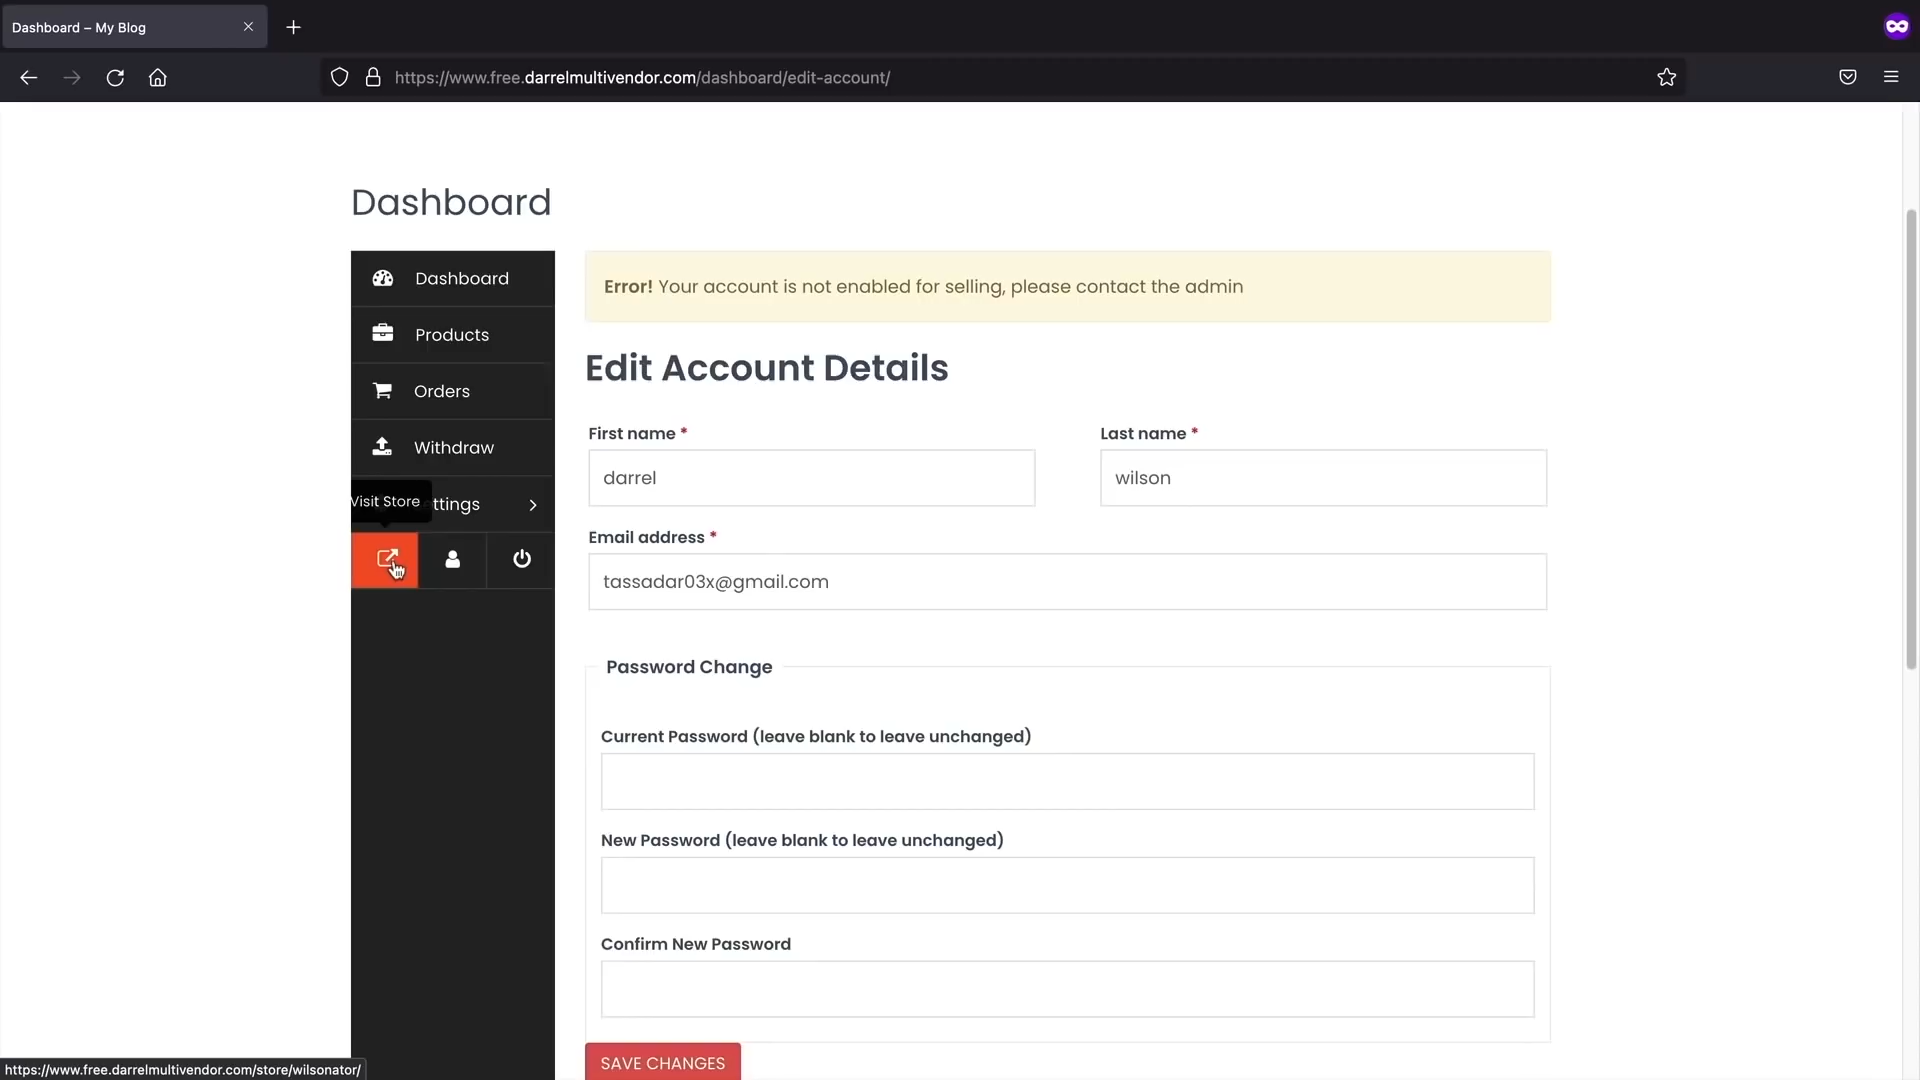 Dashboard – My Blog
https://www.free.darrelmultivendor.com/dashboard/edit-account/
Dashboard
Dashboard
Products
Orders
Withdraw
Visit Store
ttings
Error! Your account is not enabled for selling, please contact the admin
Edit Account Details
First name *
Last name *
darrel
wilson
Email address *
tassadar03x@gmail.com
Password Change
Current Password (leave blank to leave unchanged)
New Password (leave blank to leave unchanged)
Confirm New Password
SAVE CHANGES
https://www.free.darrelmultivendor.com/store/wilsonator/